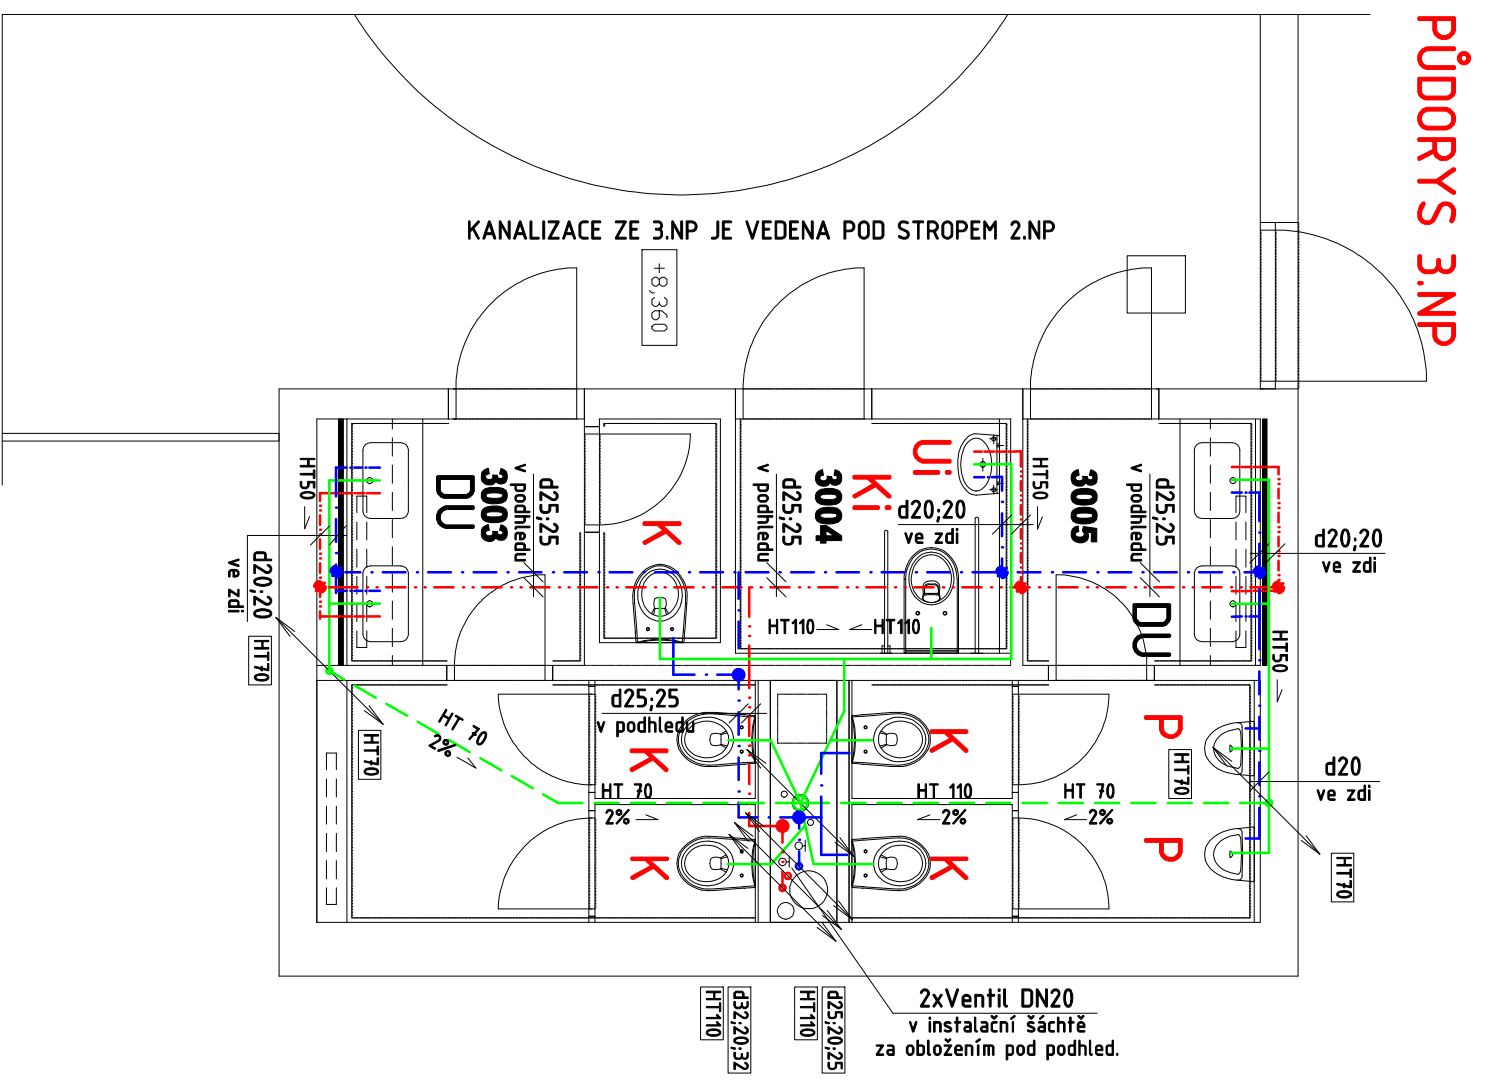 PŮDORYS 3.NP
KANALIZACE ZE 3.NP JE VEDENA POD STROPEM 2.NP
+8,360
HT50
DU
3003
v podhledu
d25;25
K
v podhledu
d25;25
3004
Ki
Ui
d20;20
ve zdi
HT50
3005
v podhledu
d25;25
d20;20
ve zdi
d20;20
ve zdi
HT70
HT110
HT110
DU
HT50
d25;25
v podhledu
HT 70
2%
HT70
K
K
P
HT70
d20
ve zdi
HT 70
2%
HT 110
2%
HT 70
2%
K
K
P
HT70
d32;20;32
HT110
d25;20;25
HT110
2xVentil DN20
v instalační šáchtě
za obložením pod podhled.